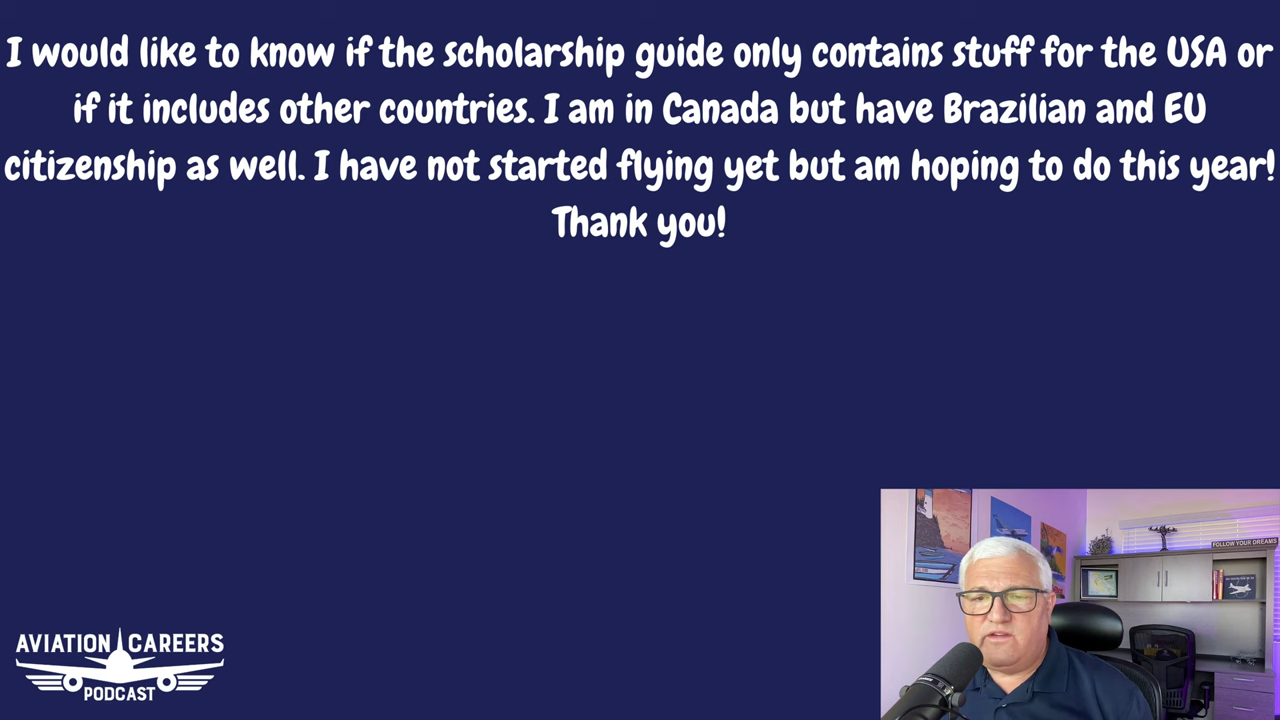 I would like to know if the scholarship guide only contains stuff for the USA or
if it includes other countries. I am in Canada but have Brazilian and EU
citizenship as well. I have not started flying yet but am hoping to do this year!
Thank you!
FOLLOW YOUR DREAMS
AVIATION CAREERS
PODCAST